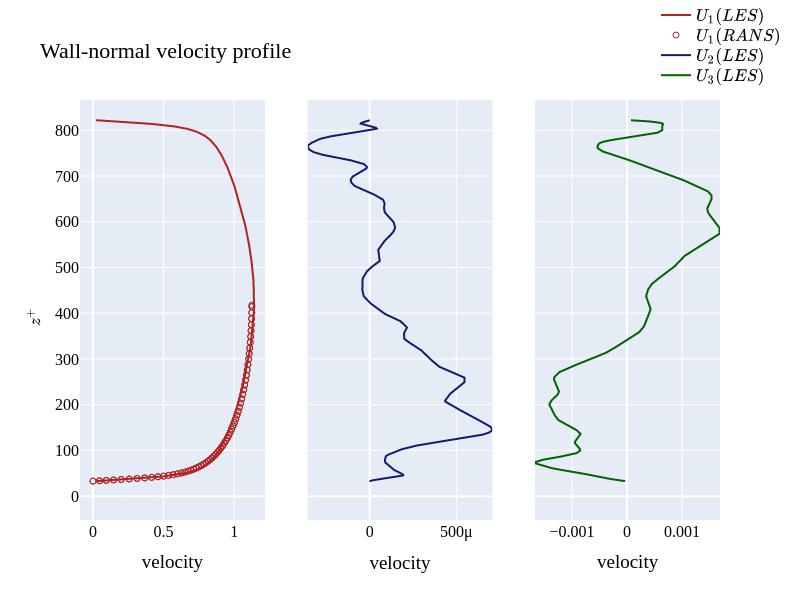 U₁(LES)
U₁(RANS)
U₂(LES)
U₃(LES)
Wall-normal velocity profile
800
700
600
500
400
300
200
100
0
z⁺
0 0.5 1
0 500μ
−0.001 0 0.001
velocity velocity velocity